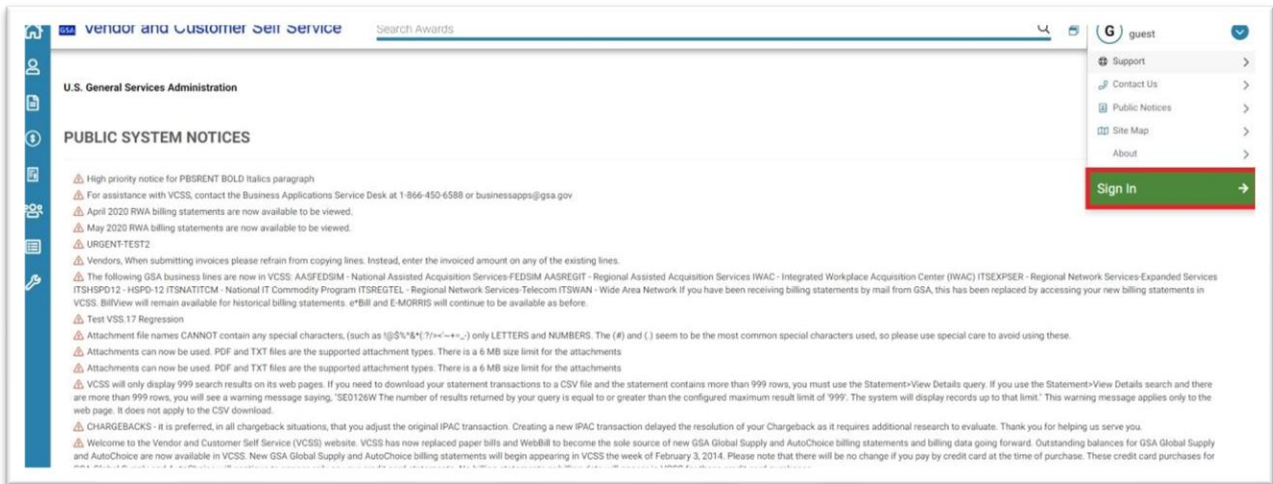 GSA Vendor and Customer Self Service
Search Awards
G guest
Support
Contact Us
Public Notices
Site Map
About
Sign In
U.S. General Services Administration
PUBLIC SYSTEM NOTICES
High priority notice for PBSRENT BOLD Italics paragraph
For assistance with VCSS, contact the Business Applications Service Desk at 1-866-450-6588 or businessapps@gsa.gov
April 2020 RWA billing statements are now available to be viewed.
May 2020 RWA billing statements are now available to be viewed.
URGENT-TEST2
Vendors, When submitting invoices please refrain from copying lines. Instead, enter the invoiced amount on any of the existing lines.
The following GSA business lines are now in VCSS: AASFEDSIM - National Assisted Acquisition Services-FEDSIM AASREGIT - Regional Assisted Acquisition Services IWAC - Integrated Workplace Acquisition Center (IWAC) ITSEXPSER - Regional Network Services-Expanded Services
ITSHSPD12 - HSPD-12 ITSNATITCM - National IT Commodity Program ITSREGTEL - Regional Network Services-Telecom ITSWAN - Wide Area Network If you have been receiving billing statements by mail from GSA, this has been replaced by accessing your new billing statements in
VCSS. BillView will remain available for historical billing statements. e*Bill and E-MORRIS will continue to be available as before.
Test VSS.17 Regression
Attachment file names CANNOT contain any special characters, (such as !@$%^&*(:?/><'~+=_-) only LETTERS and NUMBERS. The (#) and (.) seem to be the most common special characters used, so please use special care to avoid using these.
Attachments can now be used. PDF and TXT files are the supported attachment types. There is a 6 MB size limit for the attachments
Attachments can now be used. PDF and TXT files are the supported attachment types. There is a 6 MB size limit for the attachments
VCSS will only display 999 search results on its web pages. If you need to download your statement transactions to a CSV file and the statement contains more than 999 rows, you must use the Statement>View Details query. If you use the Statement>View Details search and there
are more than 999 rows, you will see a warning message saying, 'SE0126W The number of results returned by your query is equal to or greater than the configured maximum result limit of '999'. The system will display records up to that limit.' This warning message applies only to the
web page. It does not apply to the CSV download.
CHARGEBACKS - it is preferred, in all chargeback situations, that you adjust the original IPAC transaction. Creating a new IPAC transaction delayed the resolution of your Chargeback as it requires additional research to evaluate. Thank you for helping us serve you.
Welcome to the Vendor and Customer Self Service (VCSS) website. VCSS has now replaced paper bills and WebBill to become the sole source of new GSA Global Supply and AutoChoice billing statements and billing data going forward. Outstanding balances for GSA Global Supply
and AutoChoice are now available in VCSS. New GSA Global Supply and AutoChoice billing statements will begin appearing in VCSS the week of February 3, 2014. Please note that there will be no change if you pay by credit card at the time of purchase. These credit card purchases for